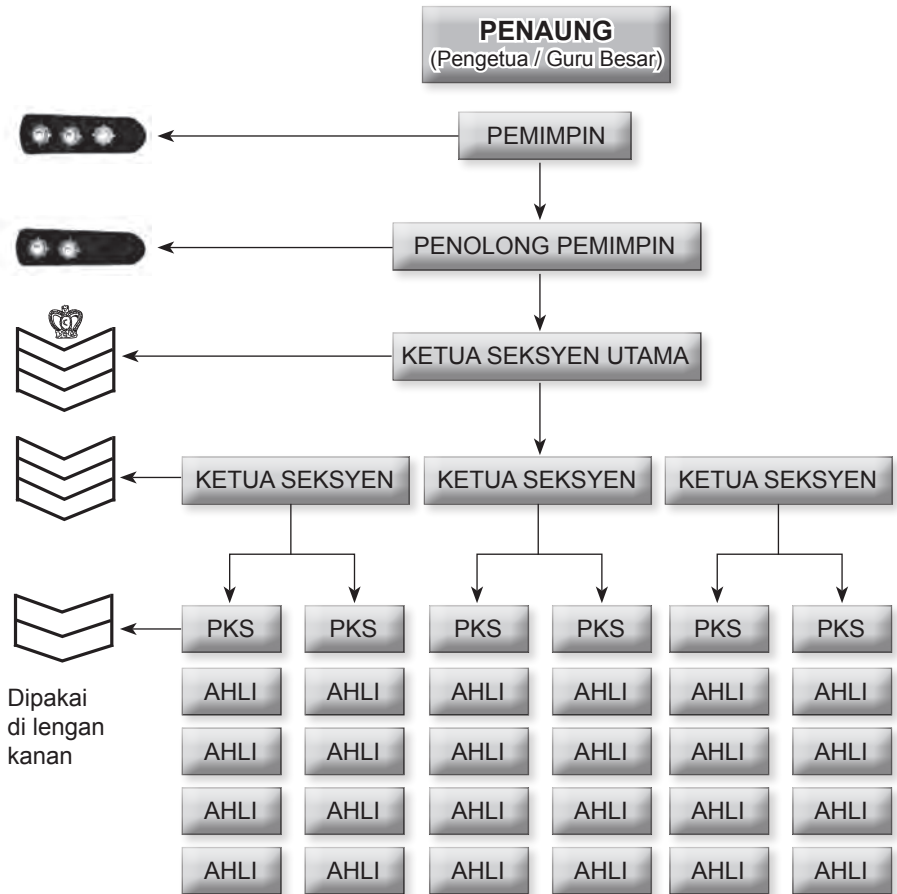 PENAUNG
(Pengetua / Guru Besar)
PEMIMPIN
PENOLONG PEMIMPIN
KETUA SEKSYEN UTAMA
C
KETUA SEKSYEN KETUA SEKSYEN KETUA SEKSYEN
PKS PKS PKS PKS PKS PKS
Dipakai
di lengan
kanan
AHLI AHLI AHLI AHLI AHLI AHLI
AHLI AHLI AHLI AHLI AHLI AHLI
AHLI AHLI AHLI AHLI AHLI AHLI
AHLI AHLI AHLI AHLI AHLI AHLI